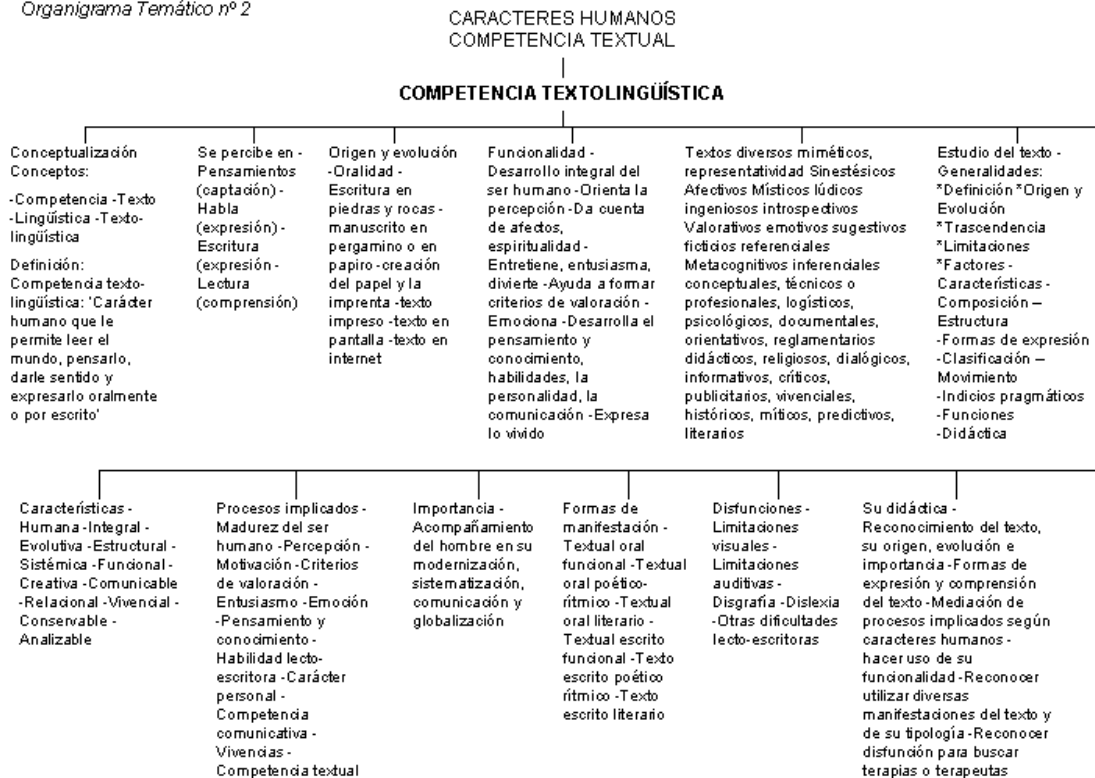 Organigrama Temático nº 2
CARACTERES HUMANOS
COMPETENCIA TEXTUAL
COMPETENCIA TEXTOLINGÜÍSTICA
Conceptualización
Conceptos:
-Competencia -Texto
-Lingüística -Texto-
lingüística
Definición:
Competencia texto-
lingüística: 'Carácter
humano que le
permite leer el
mundo, pensarlo,
darle sentido y
expresarlo oralmente
o por escrito'
Se percibe en -
Pensamientos
(captación) -
Habla
(expresión) -
Escritura
(expresión -
Lectura
(comprensión)
Origen y evolución
-Oralidad -
Escritura en
piedras y rocas -
manuscrito en
pergamino o en
papiro -creación
del papel y la
imprenta -texto
impreso -texto en
pantalla -texto en
internet
Funcionalidad -
Desarrollo integral del
ser humano -Orienta la
percepción -Da cuenta
de afectos,
espiritualidad -
Entretiene, entusiasma,
divierte -Ayuda a formar
criterios de valoración -
Emociona -Desarrolla el
pensamiento y
conocimiento,
habilidades, la
personalidad, la
comunicación -Expresa
lo vivido
Textos diversos miméticos,
representatividad Sinestésicos
Afectivos Místicos lúdicos
ingeniosos introspectivos
Valorativos emotivos sugestivos
ficticios referenciales
Metacognitivos inferenciales
conceptuales, técnicos o
profesionales, logísticos,
psicológicos, documentales,
orientativos, reglamentarios
didácticos, religiosos, dialógicos,
informativos, críticos,
publicitarios, vivenciales,
históricos, míticos, predictivos,
literarios
Estudio del texto -
Generalidades:
*Definición *Origen y
Evolución
*Trascendencia
*Limitaciones
*Factores -
Características -
Composición –
Estructura
-Formas de expresión
-Clasificación –
Movimiento
-Indicios pragmáticos
-Funciones
-Didáctica
Características -
Humana -Integral -
Evolutiva -Estructural -
Sistémica -Funcional -
Creativa -Comunicable
-Relacional -Vivencial -
Conservable -
Analizable
Procesos implicados -
Madurez del ser
humano -Percepción -
Motivación -Criterios
de valoración -
Entusiasmo -Emoción
-Pensamiento y
conocimiento -
Habilidad lecto-
escritora -Carácter
personal -
Competencia
comunicativa -
Vivencias -
Competencia textual
Importancia -
Acompañamiento
del hombre en su
modernización,
sistematización,
comunicación y
globalización
Formas de
manifestación -
Textual oral
funcional -Textual
oral poético-
rítmico -Textual
oral literario -
Textual escrito
funcional -Texto
escrito poético
rítmico -Texto
escrito literario
Disfunciones -
Limitaciones
visuales -
Limitaciones
auditivas -
Disgrafía -Dislexia
-Otras dificultades
lecto-escritoras
Su didáctica -
Reconocimiento del texto,
su origen, evolución e
importancia -Formas de
expresión y comprensión
del texto -Mediación de
procesos implicados según
caracteres humanos -
hacer uso de su
funcionalidad -Reconocer
utilizar diversas
manifestaciones del texto y
de su tipología -Reconocer
disfunción para buscar
terapias o terapeutas